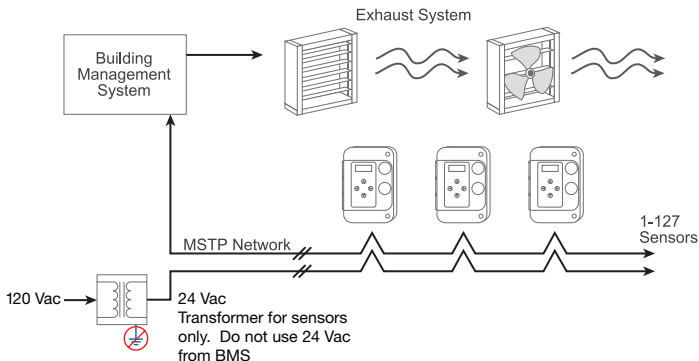 Exhaust System
Building
Management
System
MSTP Network
1-127
Sensors
120 Vac
24 Vac
Transformer for sensors
only.  Do not use 24 Vac
from BMS